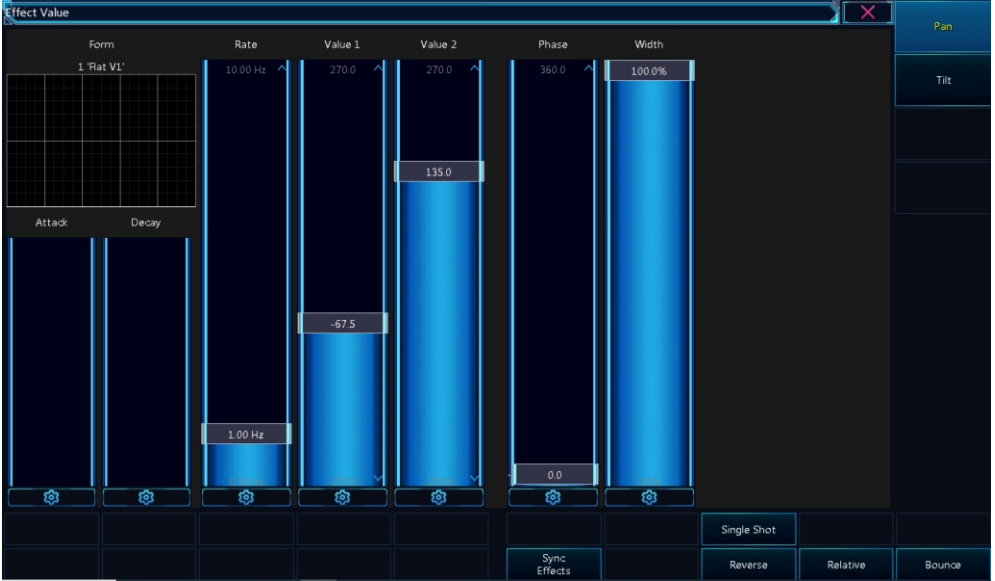 Effect Value
Pan
Form
Rate
Value 1
Value 2
Phase
Width
1 'Flat V1'
10.00 Hz
270.0
270.0
360.0
100.0%
Tilt
135.0
Attack
Decay
-67.5
1.00 Hz
0.0
Single Shot
Sync
Effects
Reverse
Relative
Bounce